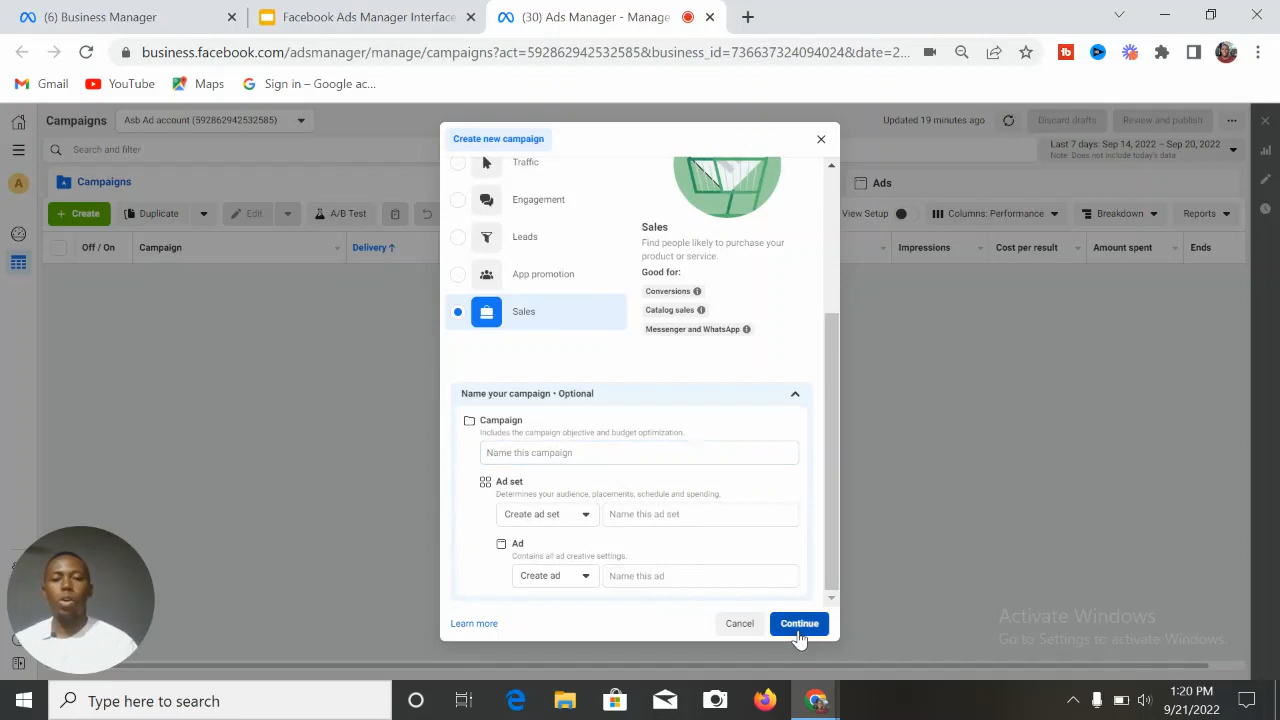 (6) Business Manager
Facebook Ads Manager Interface
(30) Ads Manager - Manage
business.facebook.com/adsmanager/manage/campaigns?act=592862942532585&business_id=736637324094024&date=2...
Gmail
YouTube
Maps
Sign in – Google ac...
Campaigns
Asb Ad account (592862942532585)
Updated 19 minutes ago
Discard drafts
Review and publish
Search and filter
Last 7 days: Sep 14, 2022 – Sep 20, 2022
Note: Does not include today's data
Campaigns
Ads
+ Create
Duplicate
Edit
A/B Test
View Setup
Columns: Performance
Breakdown
Reports
Off / On
Campaign
Delivery ↑
Impressions
Cost per result
Amount spent
Ends
Create new campaign
Traffic
Engagement
Leads
App promotion
Sales
Sales
Find people likely to purchase your
product or service.
Good for:
Conversions
Catalog sales
Messenger and WhatsApp
Name your campaign • Optional
Campaign
Includes the campaign objective and budget optimization.
Name this campaign
Ad set
Determines your audience, placements, schedule and spending.
Create ad set
Name this ad set
Ad
Contains all ad creative settings.
Create ad
Name this ad
Learn more
Cancel
Continue
Activate Windows
Go to Settings to activate Windows.
Type here to search
1:20 PM
9/21/2022